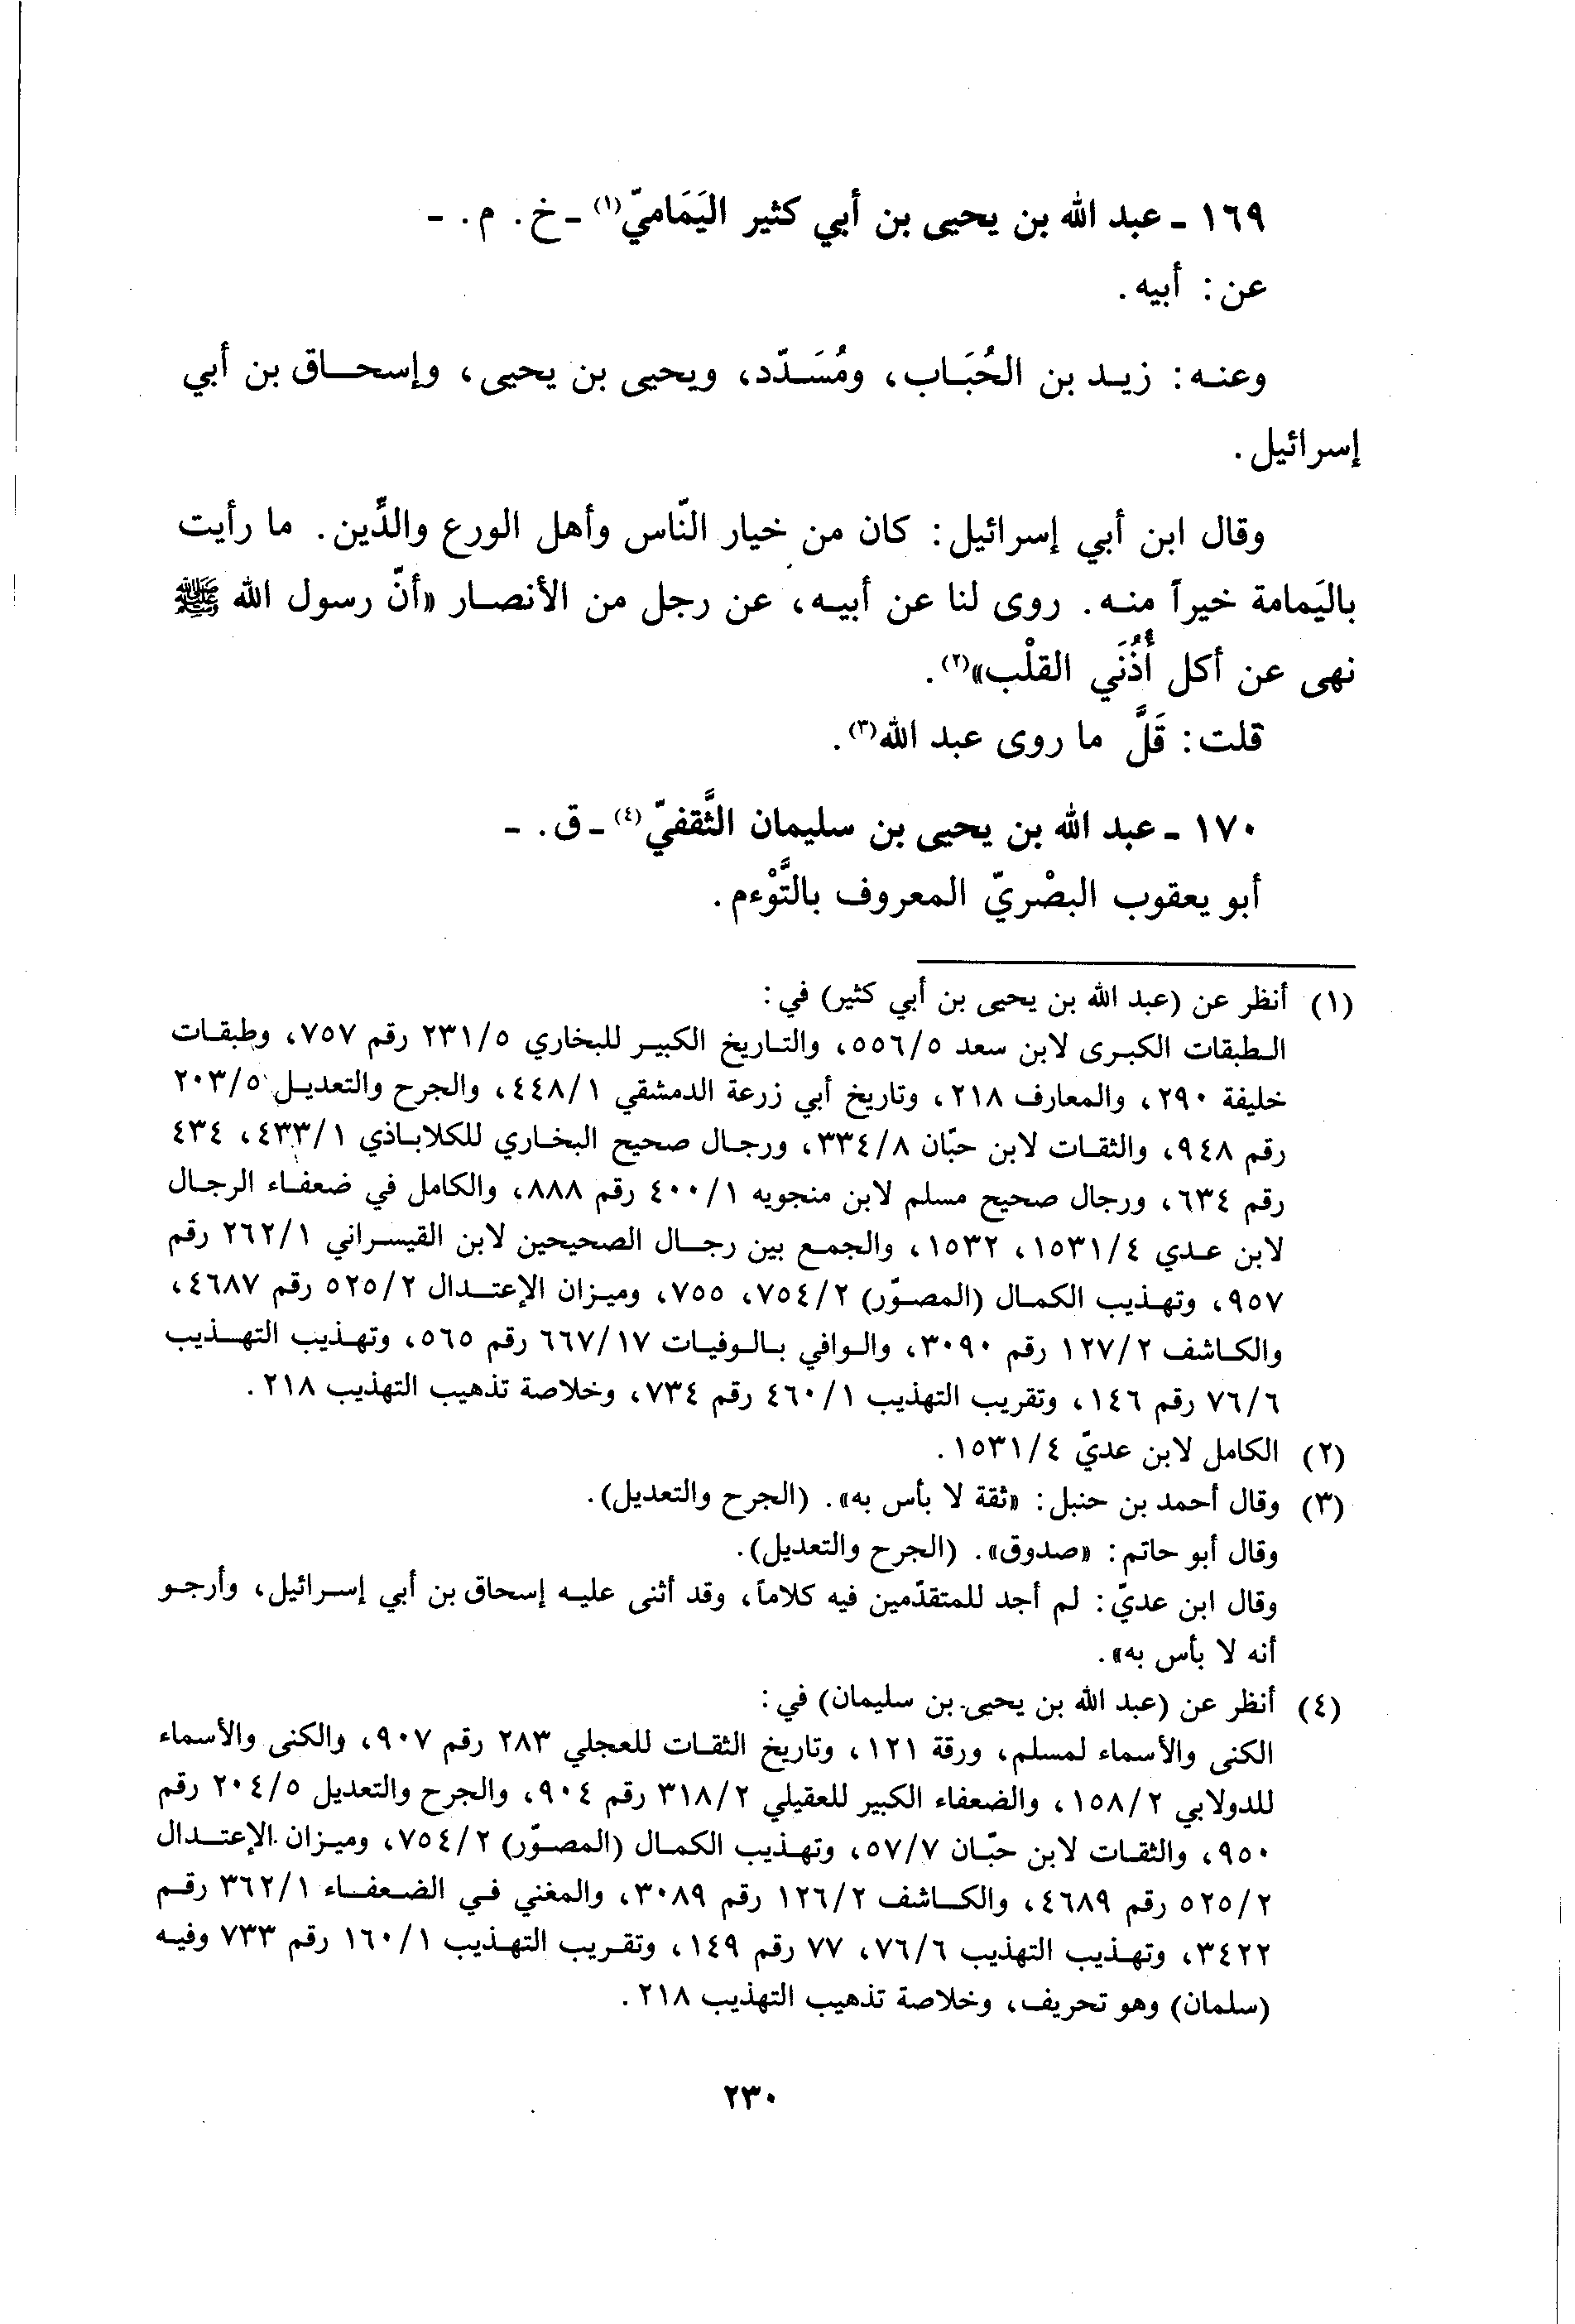 ١٦٩ ـ عبد الله بن يحيى بن أبي كثير اليَمَاميّ(١) ـ خ. م. ـ
عن: أبيه.
وعنه: زيد بن الحُبَاب، ومُسَدّد، ويحيى بن يحيى، وإسحاق بن أبي
إسرائيل.
وقال ابن أبي إسرائيل: كان من خيار النّاس وأهل الورع والدِّين. ما رأيت
باليَمامة خيراً منه. روى لنا عن أبيه، عن رجل من الأنصار «أنّ رسول الله ﷺ
نهى عن أكل أُذُنَي القلْب»(٢).
قلت: قَلَّ ما روى عبد الله(٣).
١٧٠ ـ عبد الله بن يحيى بن سليمان الثَّقفيّ(٤) ـ ق. ـ
أبو يعقوب البصْريّ المعروف بالتَّوْءم.
(١) أنظر عن (عبد الله بن يحيى بن أبي كثير) في:
الطبقات الكبرى لابن سعد ٥/٥٥٦، والتاريخ الكبير للبخاري ٥/٢٣١ رقم ٧٥٧، وطبقات
خليفة ٢٩٠، والمعارف ٢١٨، وتاريخ أبي زرعة الدمشقي ١/٤٤٨، والجرح والتعديل ٥/٢٠٣
رقم ٩٤٨، والثقات لابن حبّان ٨/٣٣٤، ورجال صحيح البخاري للكلاباذي ١/٤٣٣، ٤٣٤
رقم ٦٣٤، ورجال صحيح مسلم لابن منجويه ١/٤٠٠ رقم ٨٨٨، والكامل في ضعفاء الرجال
لابن عدي ٤/١٥٣١، ١٥٣٢، والجمع بين رجال الصحيحين لابن القيسراني ١/٢٦٢ رقم
٩٥٧، وتهذيب الكمال (المصوّر) ٢/٧٥٤، ٧٥٥، وميزان الإعتدال ٢/٥٢٥ رقم ٤٦٨٧،
والكاشف ٢/١٢٧ رقم ٣٠٩٠، والوافي بالوفيات ١٧/٦٦٧ رقم ٥٦٥، وتهذيب التهذيب
٦/٧٦ رقم ١٤٦، وتقريب التهذيب ١/٤٦٠ رقم ٧٣٤، وخلاصة تذهيب التهذيب ٢١٨.
(٢) الكامل لابن عديّ ٤/١٥٣١.
(٣) وقال أحمد بن حنبل: «ثقة لا بأس به». (الجرح والتعديل).
وقال أبو حاتم: «صدوق». (الجرح والتعديل).
وقال ابن عديّ: لم أجد للمتقدّمين فيه كلاماً، وقد أثنى عليه إسحاق بن أبي إسرائيل، وأرجو
أنه لا بأس به».
(٤) أنظر عن (عبد الله بن يحيى بن سليمان) في:
الكنى والأسماء لمسلم، ورقة ١٢١، وتاريخ الثقات للعجلي ٢٨٣ رقم ٩٠٧، والكنى والأسماء
للدولابي ٢/١٥٨، والضعفاء الكبير للعقيلي ٢/٣١٨ رقم ٩٠٤، والجرح والتعديل ٥/٢٠٤ رقم
٩٥٠، والثقات لابن حبّان ٧/٥٧، وتهذيب الكمال (المصوّر) ٢/٧٥٤، وميزان الإعتدال
٢/٥٢٥ رقم ٤٦٨٩، والكاشف ٢/١٢٦ رقم ٣٠٨٩، والمغني في الضعفاء ١/٣٦٢ رقم
٣٤٢٢، وتهذيب التهذيب ٦/٧٦، ٧٧ رقم ١٤٩، وتقريب التهذيب ١/١٦٠ رقم ٧٣٣ وفيه
(سلمان) وهو تحريف، وخلاصة تذهيب التهذيب ٢١٨.
٢٣٠